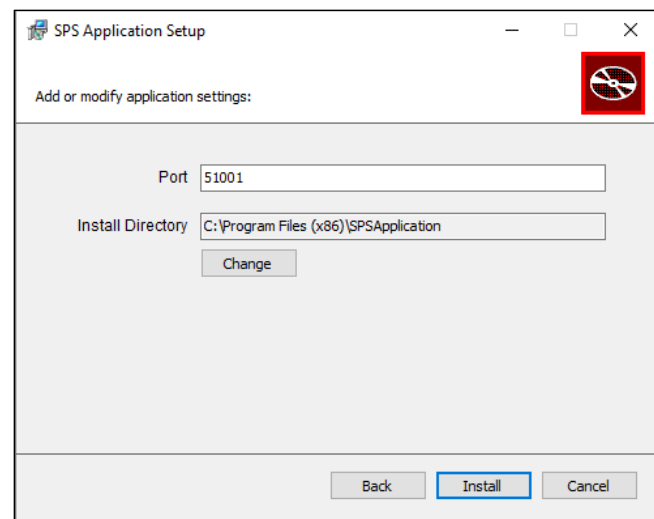 SPS Application Setup
Add or modify application settings:
Port 51001
Install Directory C:\Program Files (x86)\SPSApplication
Change
Back Install Cancel